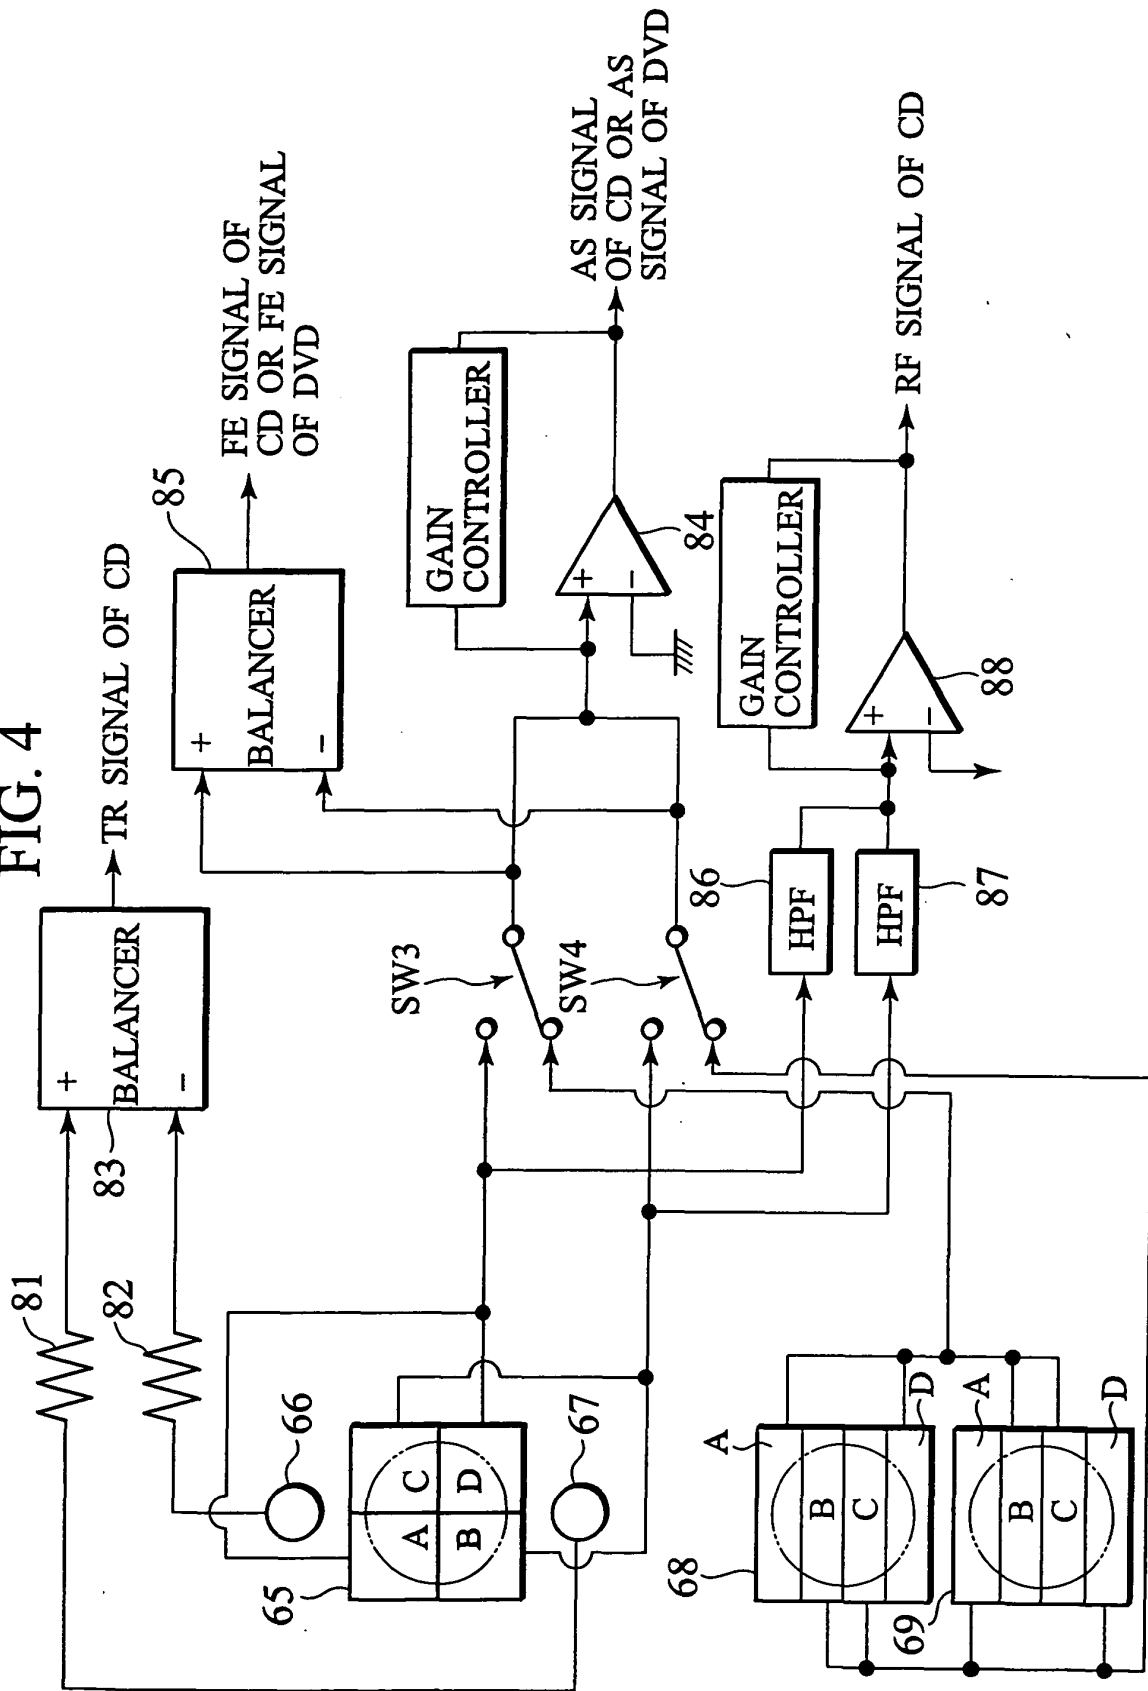 FIG. 4
81
82
83
+
BALANCER
−
TR SIGNAL OF CD
85
+
BALANCER
−
FE SIGNAL OF
CD OR FE SIGNAL
OF DVD
66
65
A
C
B
D
67
SW3
SW4
GAIN
CONTROLLER
+
−
84
AS SIGNAL
OF CD OR AS
SIGNAL OF DVD
86
HPF
HPF
87
GAIN
CONTROLLER
+
−
88
RF SIGNAL OF CD
68
A
B
C
D
69
A
B
C
D